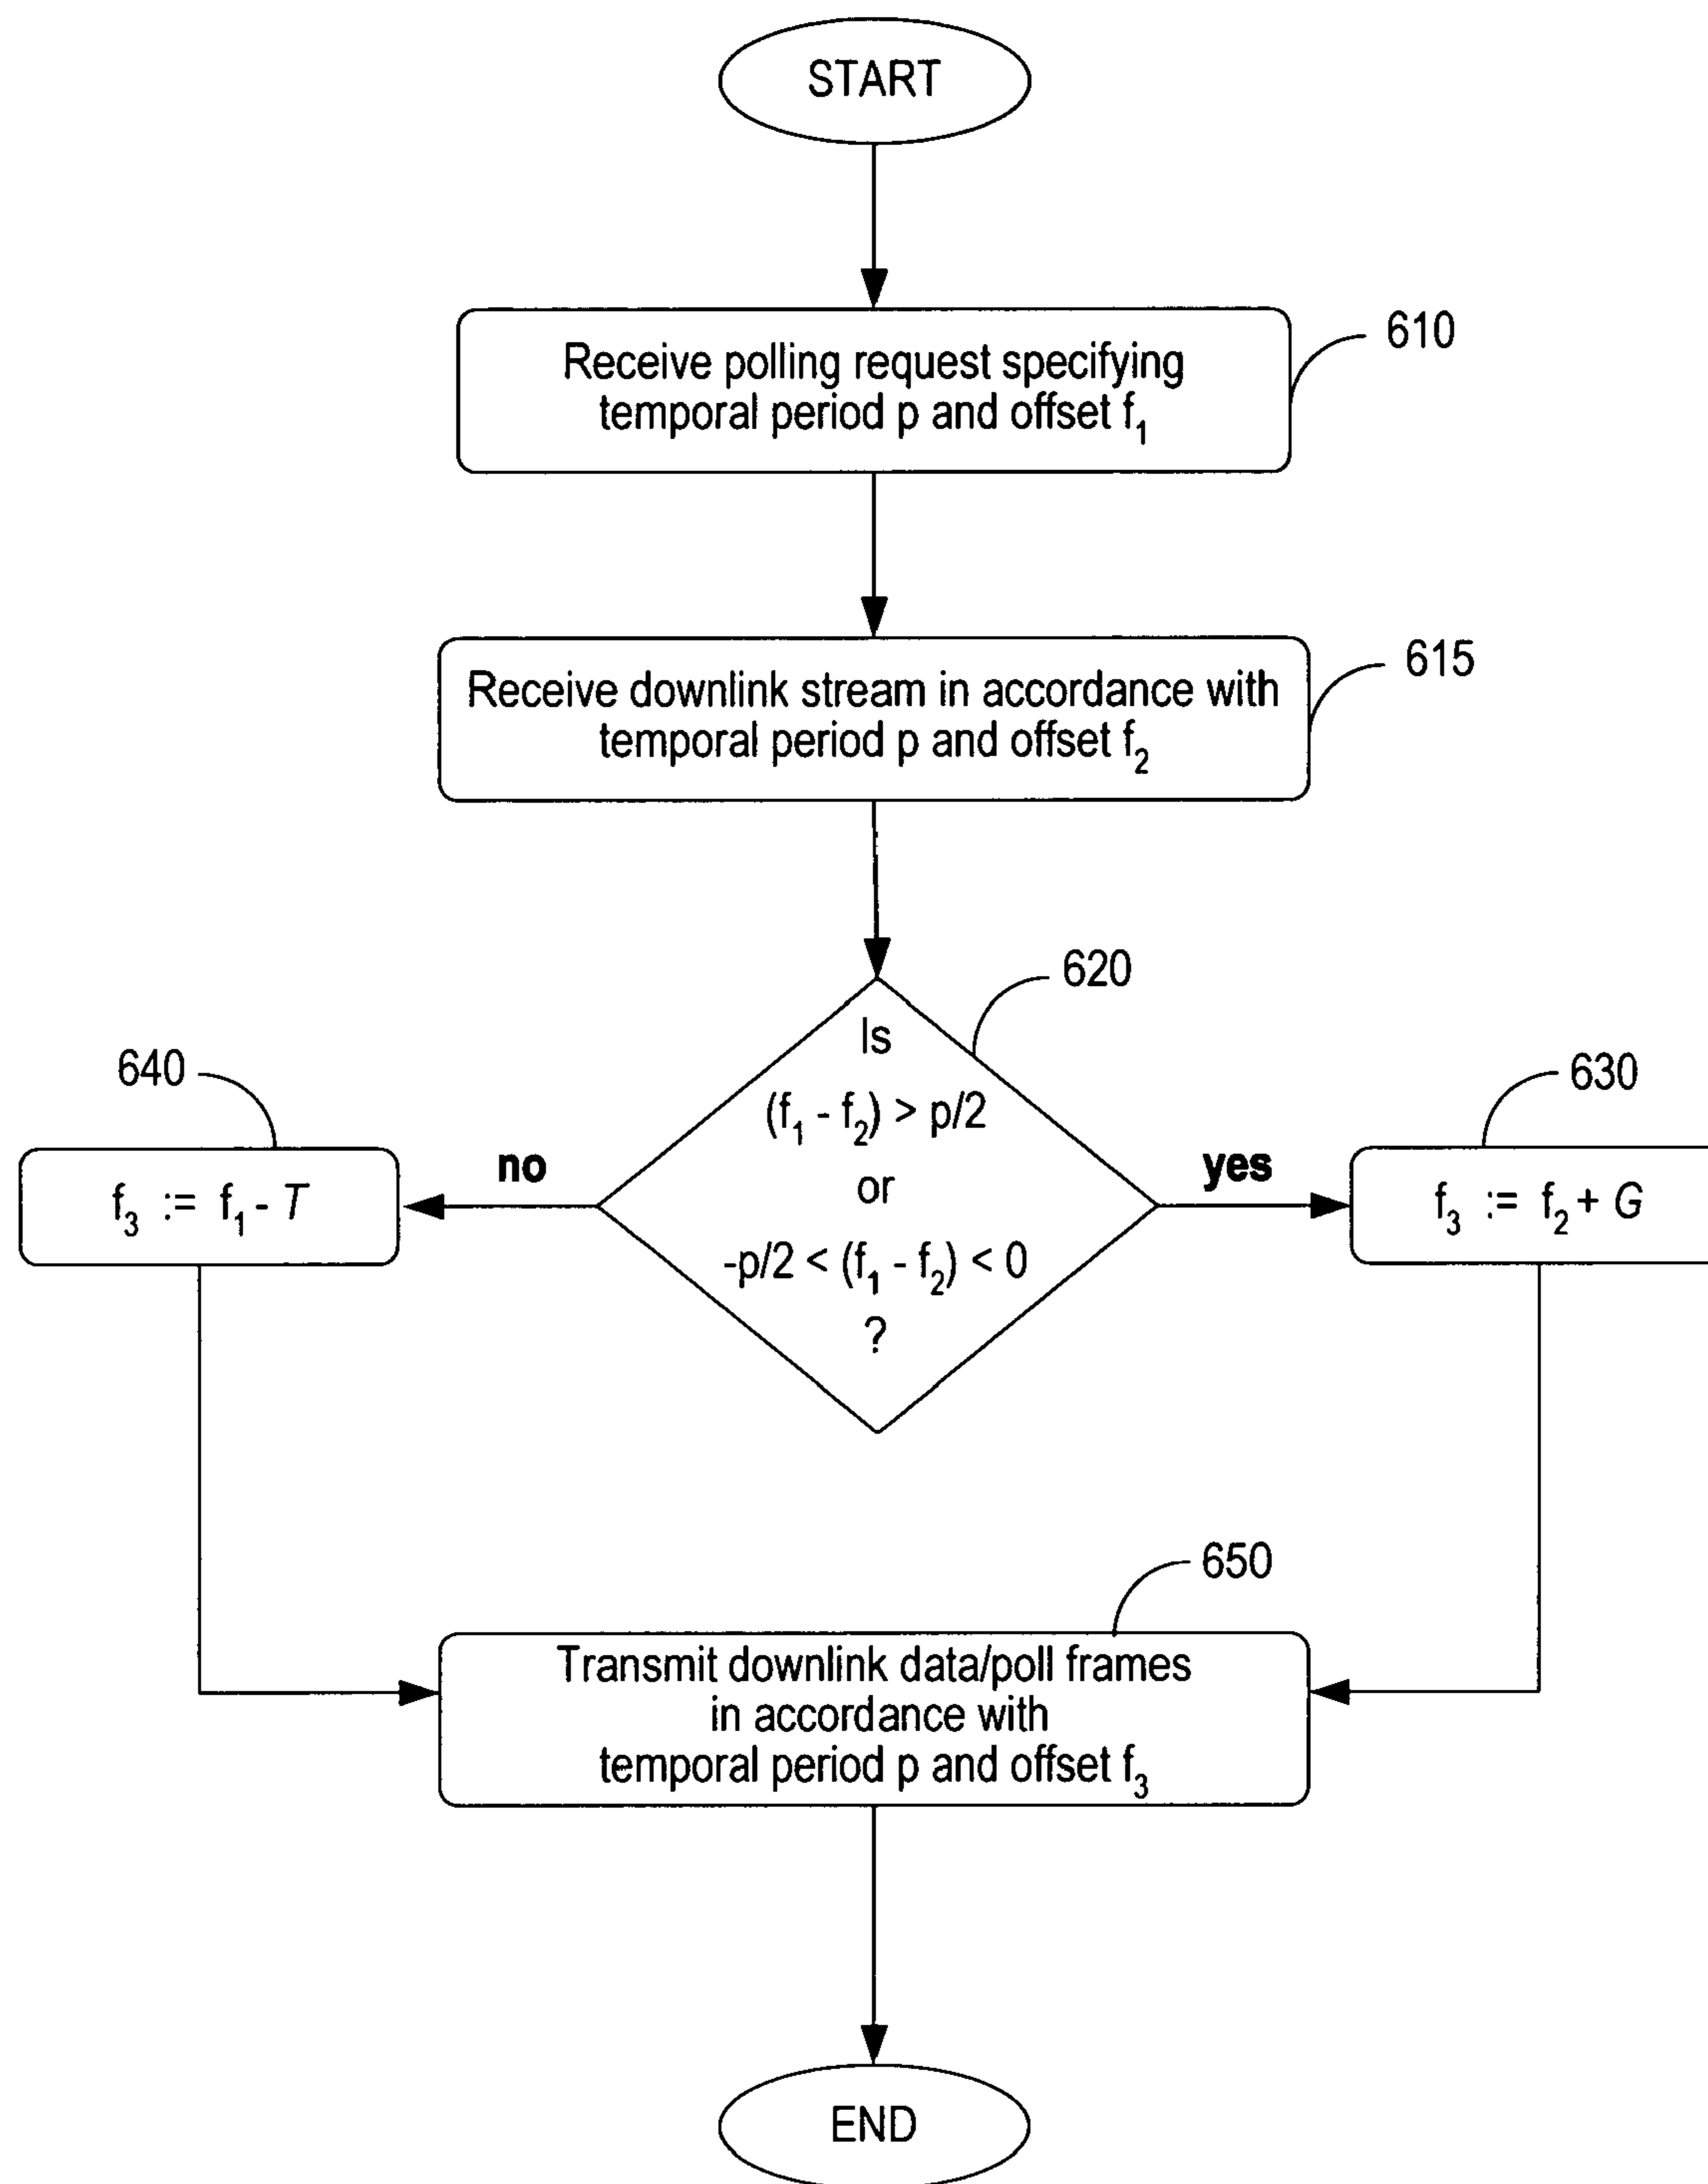 START
610
Receive polling request specifying
temporal period p and offset f₁
615
Receive downlink stream in accordance with
temporal period p and offset f₂
620
Is
(f₁ - f₂) > p/2
or
-p/2 < (f₁ - f₂) < 0
?
640
no
f₃ := f₁ - T
630
yes
f₃ := f₂ + G
650
Transmit downlink data/poll frames
in accordance with
temporal period p and offset f₃
END